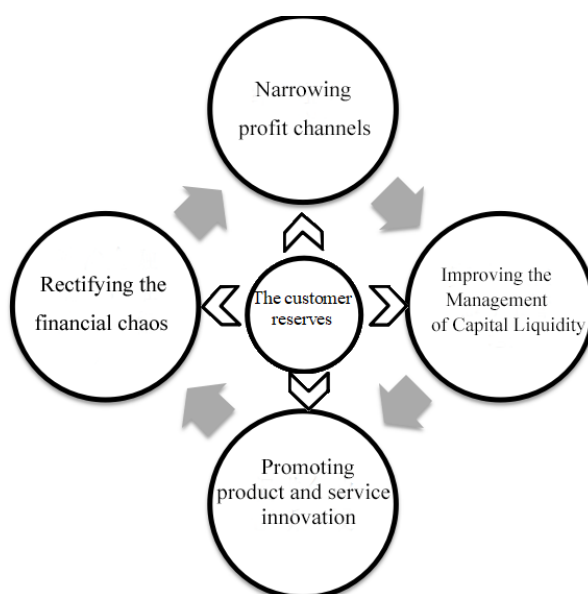 Narrowing
profit channels
Rectifying the
financial chaos
The customer
reserves
Improving the
Management
of Capital Liquidity
Promoting
product and service
innovation